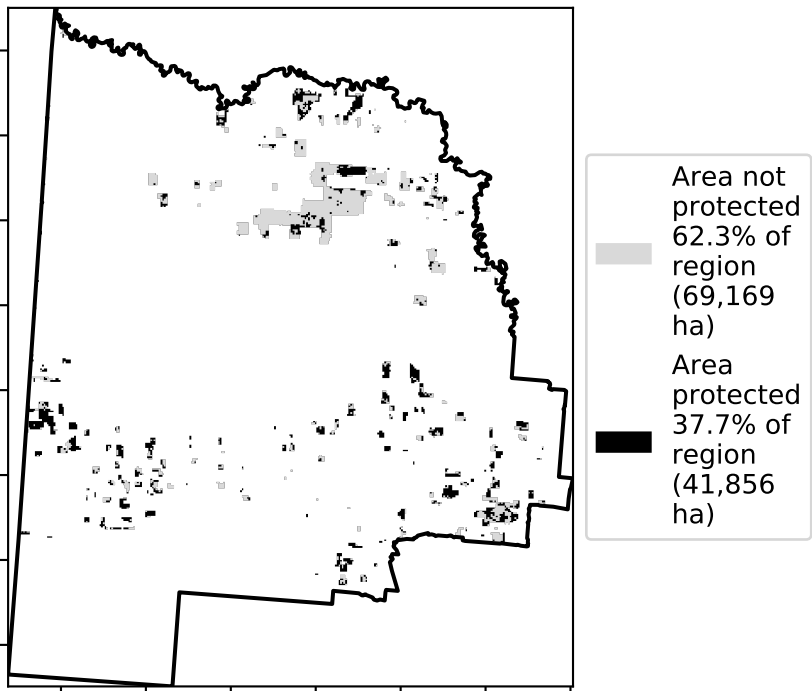 Area not
protected
62.3% of
region
(69,169
ha)
Area
protected
37.7% of
region
(41,856
ha)